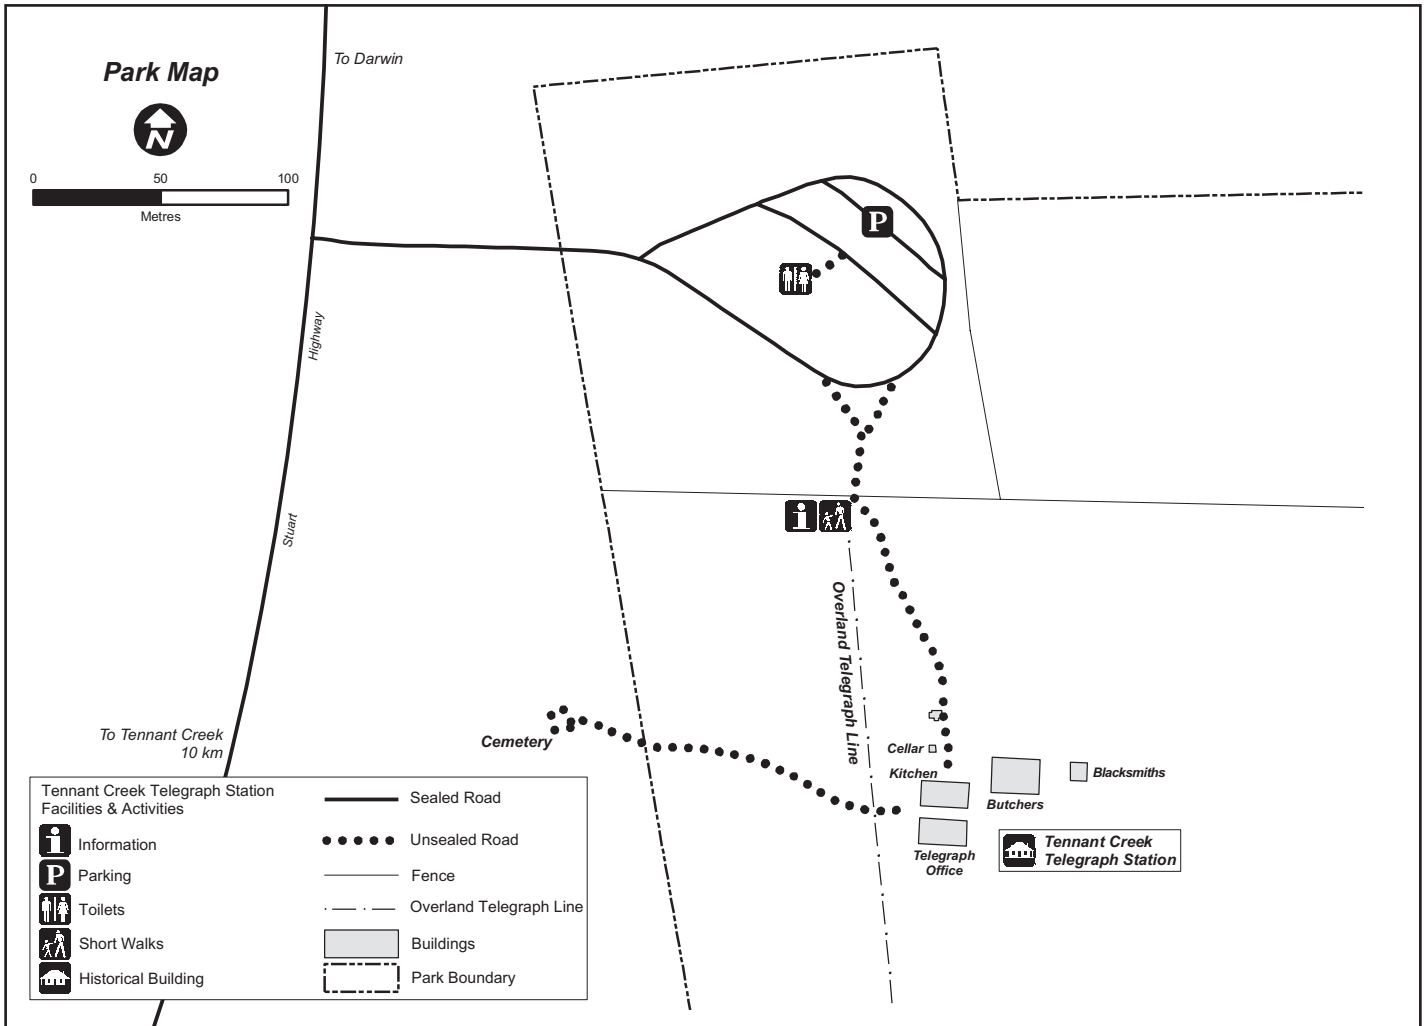 Park Map
To Darwin
N
0 50 100
Metres
P
Highway
Stuart
i
Overland Telegraph Line
To Tennant Creek
10 km
Cemetery
Cellar
Kitchen
Butchers
Blacksmiths
Telegraph
Office
Tennant Creek
Telegraph Station
Tennant Creek Telegraph Station
Facilities & Activities
i Information
P Parking
Toilets
Short Walks
Historical Building
Sealed Road
Unsealed Road
Fence
Overland Telegraph Line
Buildings
Park Boundary